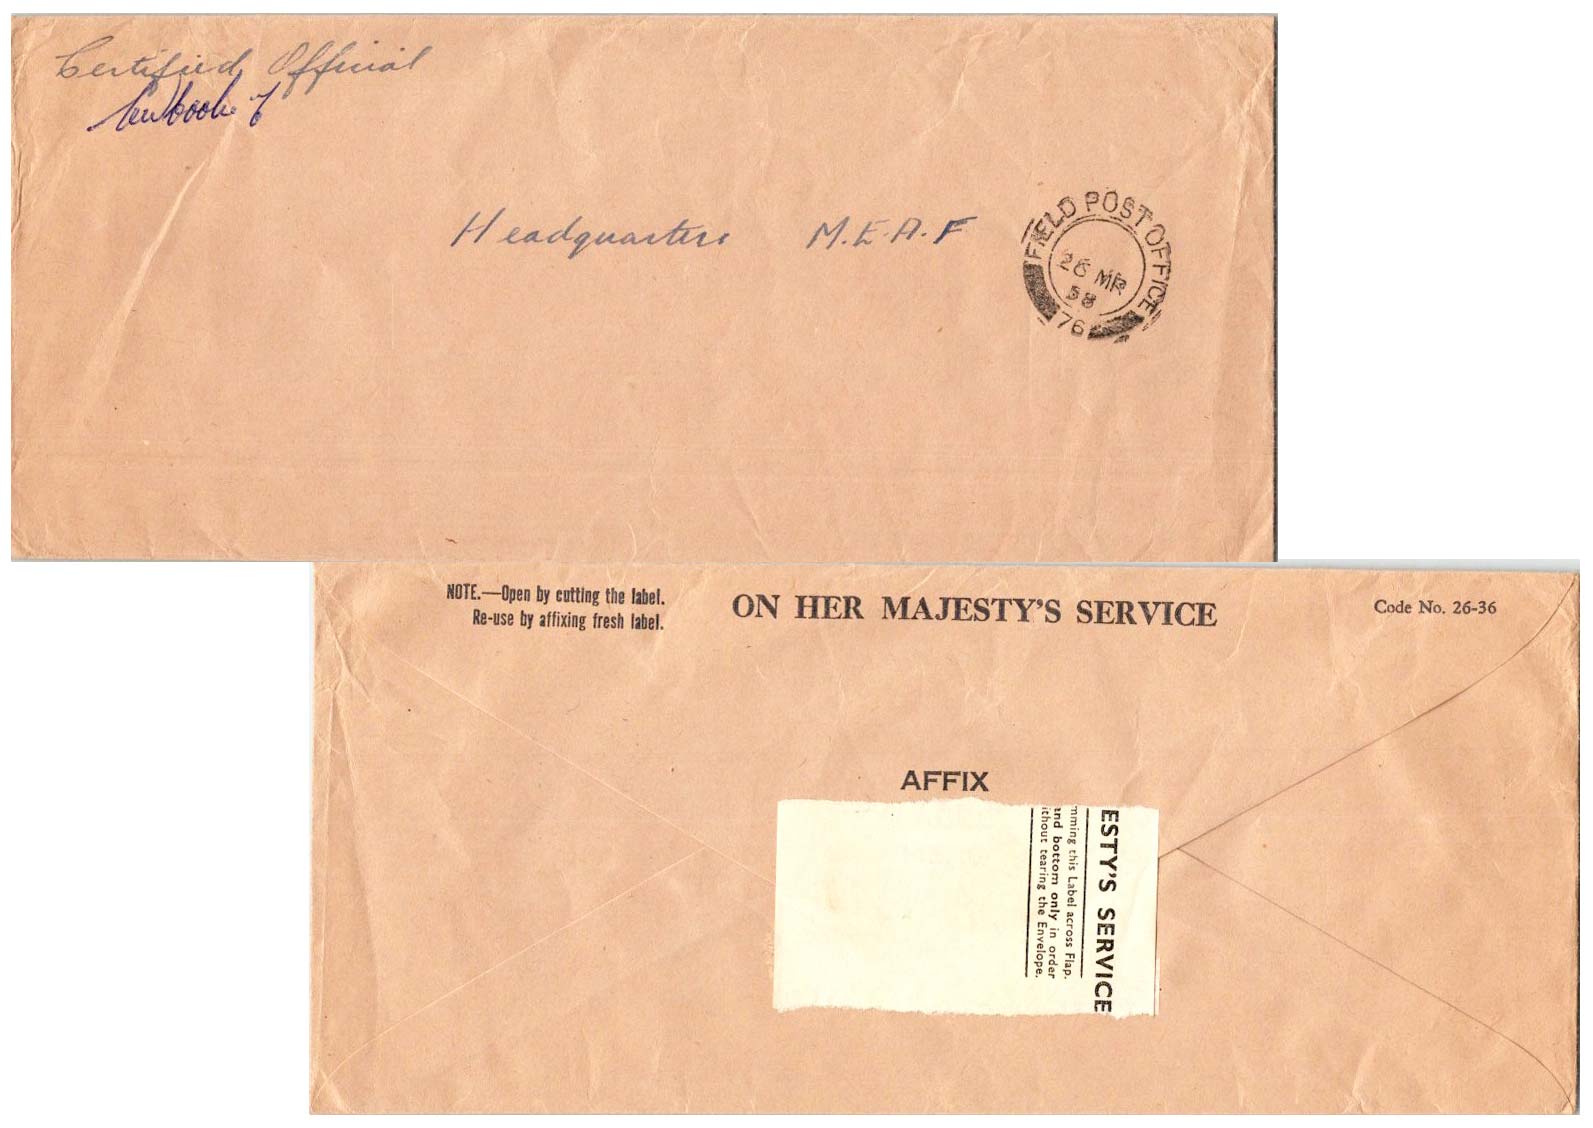 Certified Official
Headquarters M.E.A.F
FIELD POST OFFICE
26 MR
58
76
NOTE.—Open by cutting the label.
Re-use by affixing fresh label.
ON HER MAJESTY'S SERVICE
Code No. 26-36
AFFIX
ESTY'S SERVICE
mming this Label across Flap.
and bottom only in order
ithout tearing the Envelope.